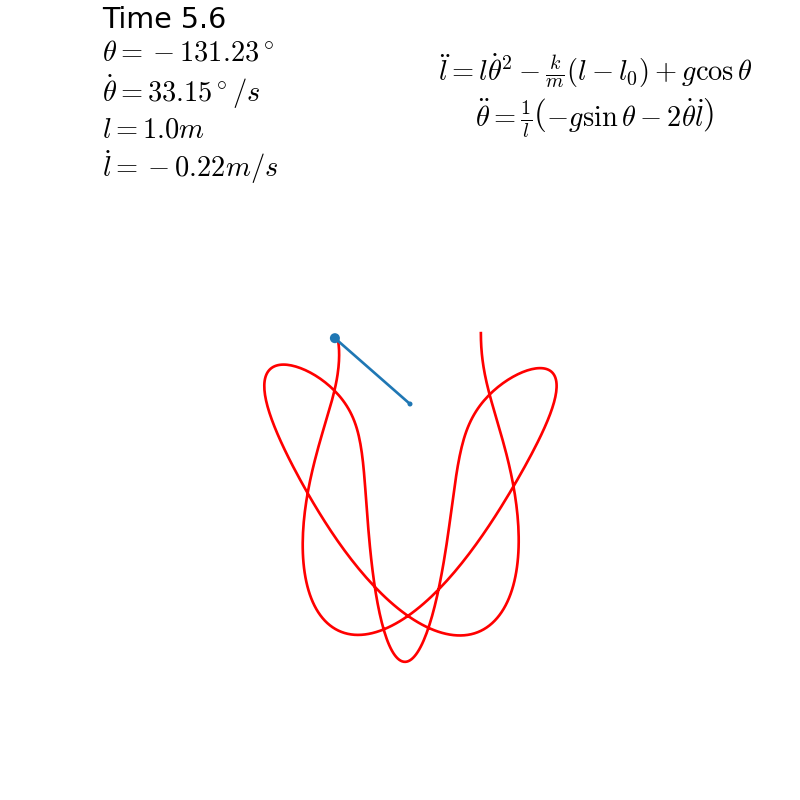 Time 5.6
θ = −131.23°
θ̇ = 33.15°/s
l = 1.0m
l̇ = −0.22m/s
l̈ = lθ̇² − k/m(l − l₀) + g cos θ
θ̈ = 1/l(−g sin θ − 2θ̇l̇)